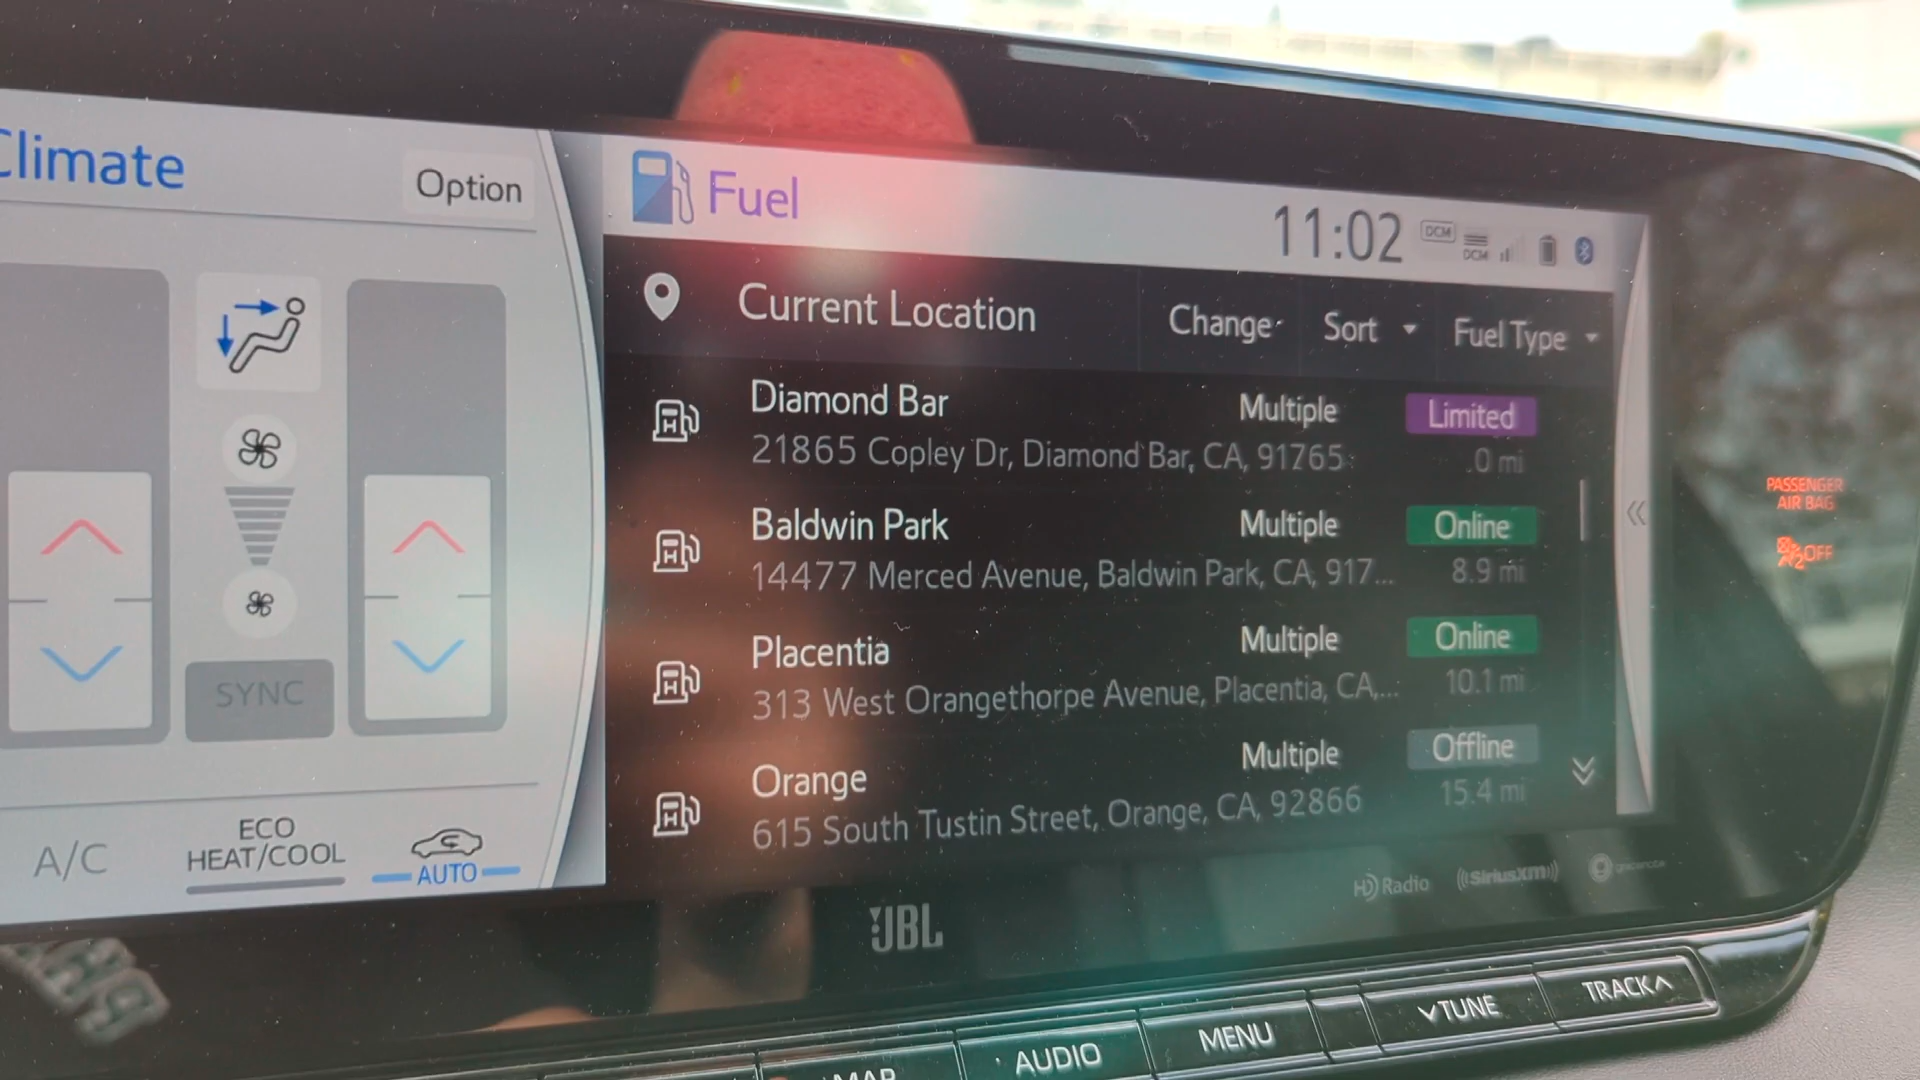 Climate
Option
SYNC
A/C
ECO
HEAT/COOL
AUTO
Fuel
11:02
DCM
DCM
Current Location
Change
Sort
Fuel Type
Diamond Bar
Multiple
Limited
21865 Copley Dr, Diamond Bar, CA, 91765
.0 mi
Baldwin Park
Multiple
Online
14477 Merced Avenue, Baldwin Park, CA, 917...
8.9 mi
Placentia
Multiple
Online
313 West Orangethorpe Avenue, Placentia, CA,...
10.1 mi
Orange
Multiple
Offline
615 South Tustin Street, Orange, CA, 92866
15.4 mi
PASSENGER
AIR BAG
OFF
HD Radio
((SiriusXM))
gracenote
JBL
MAP
AUDIO
MENU
TUNE
TRACK